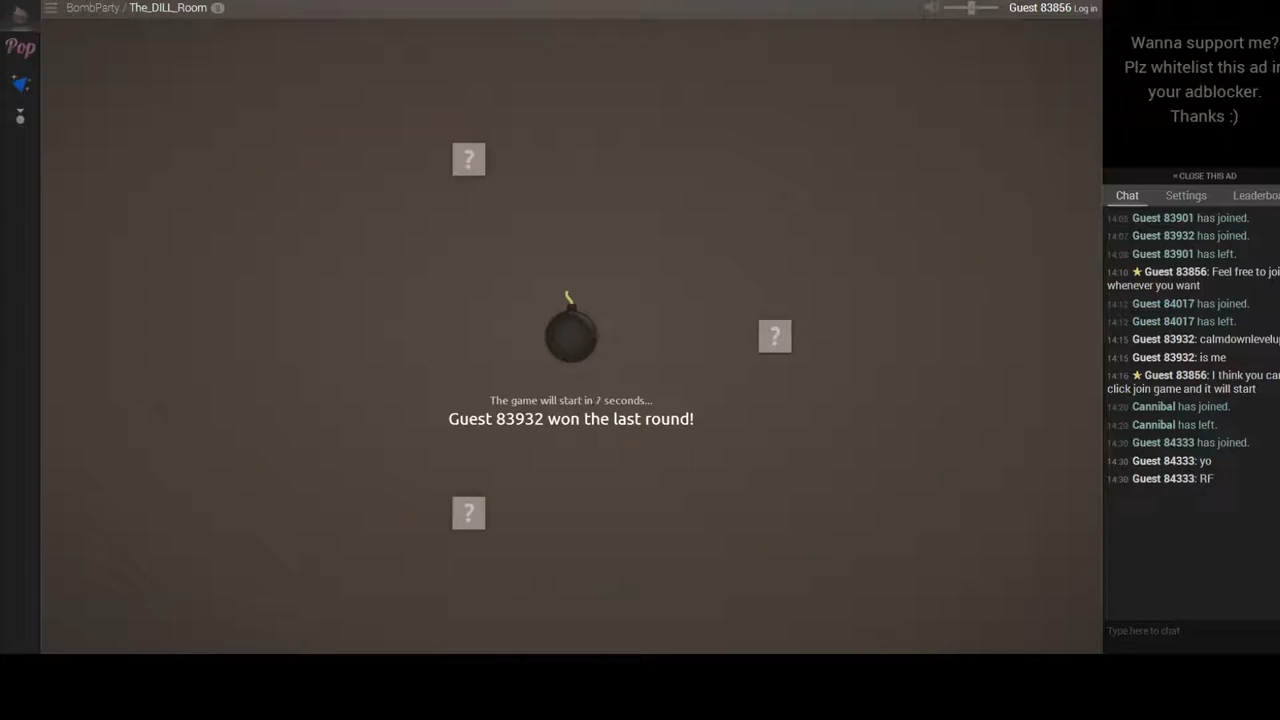 BombParty / The_DILL_Room 3
Guest 83856 Log in
Pop
Wanna support me?
Plz whitelist this ad in
your adblocker.
Thanks :)
× CLOSE THIS AD
Chat Settings Leaderboa
14:05 Guest 83901 has joined.
14:07 Guest 83932 has joined.
14:08 Guest 83901 has left.
14:10 ★ Guest 83856: Feel free to joi
whenever you want
14:12 Guest 84017 has joined.
14:12 Guest 84017 has left.
14:15 Guest 83932: calmdownlevelup
14:15 Guest 83932: is me
14:16 ★ Guest 83856: I think you can
click join game and it will start
14:20 Cannibal has joined.
14:20 Cannibal has left.
14:30 Guest 84333 has joined.
14:30 Guest 84333: yo
14:30 Guest 84333: RF
Type here to chat
?
?
?
The game will start in ? seconds...
Guest 83932 won the last round!